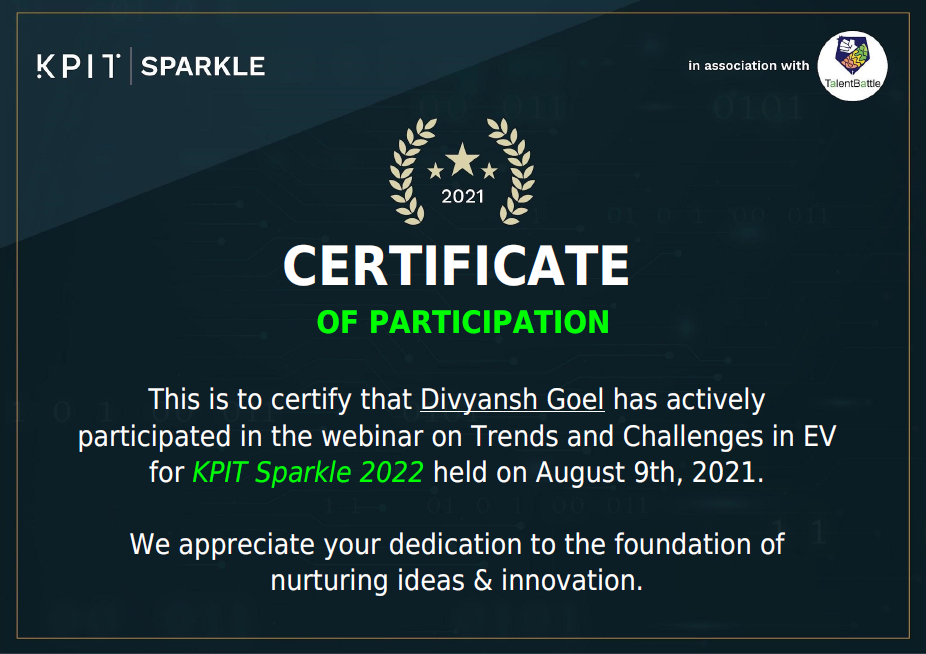 KPIT | SPARKLE
in association with
TalentBattle
2021
CERTIFICATE
OF PARTICIPATION
This is to certify that Divyansh Goel has actively
participated in the webinar on Trends and Challenges in EV
for KPIT Sparkle 2022 held on August 9th, 2021.
We appreciate your dedication to the foundation of
nurturing ideas & innovation.